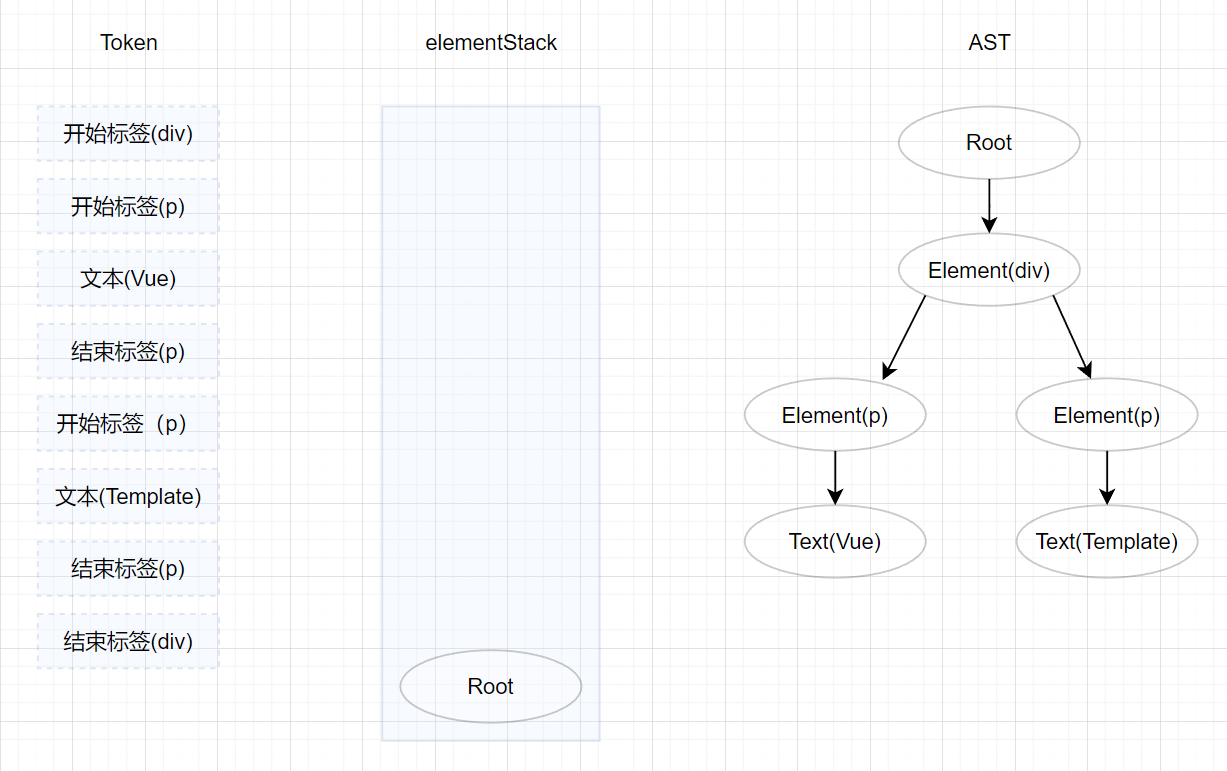 Token
elementStack
AST
开始标签(div)
开始标签(p)
文本(Vue)
结束标签(p)
开始标签（p）
文本(Template)
结束标签(p)
结束标签(div)
Root
Root
Element(div)
Element(p)
Element(p)
Text(Vue)
Text(Template)